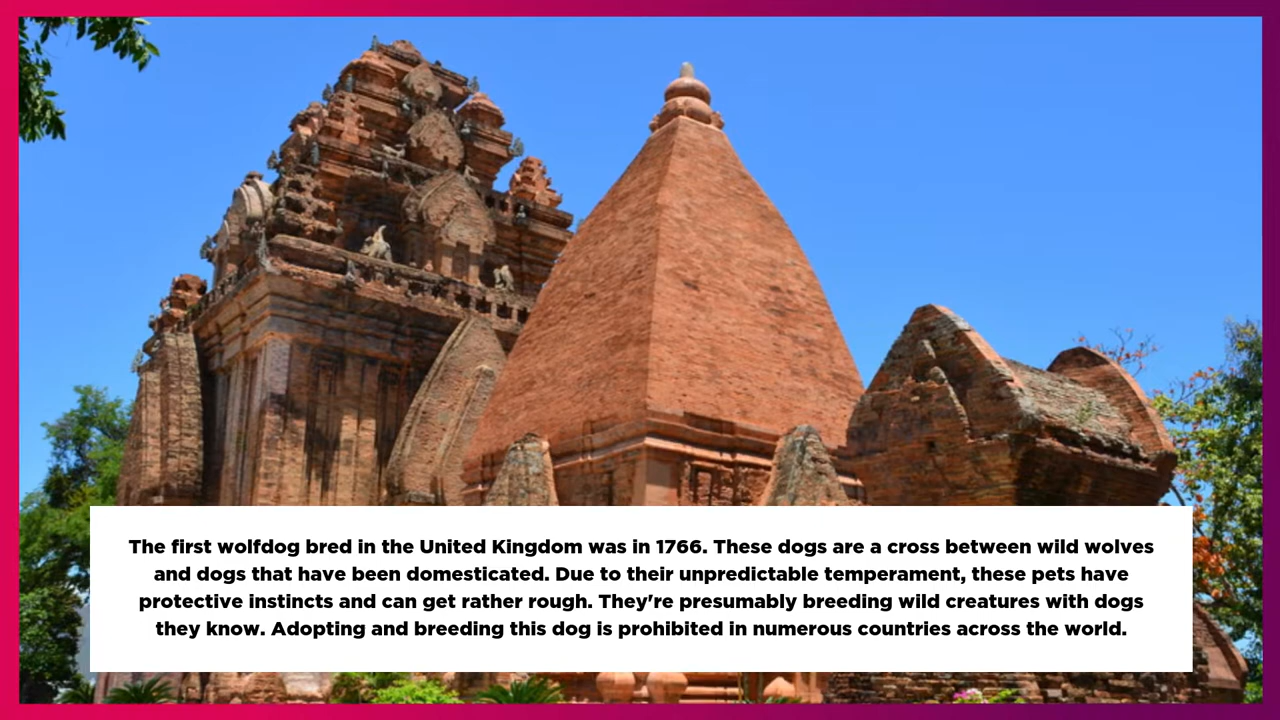 The first wolfdog bred in the United Kingdom was in 1766. These dogs are a cross between wild wolves
and dogs that have been domesticated. Due to their unpredictable temperament, these pets have
protective instincts and can get rather rough. They're presumably breeding wild creatures with dogs
they know. Adopting and breeding this dog is prohibited in numerous countries across the world.